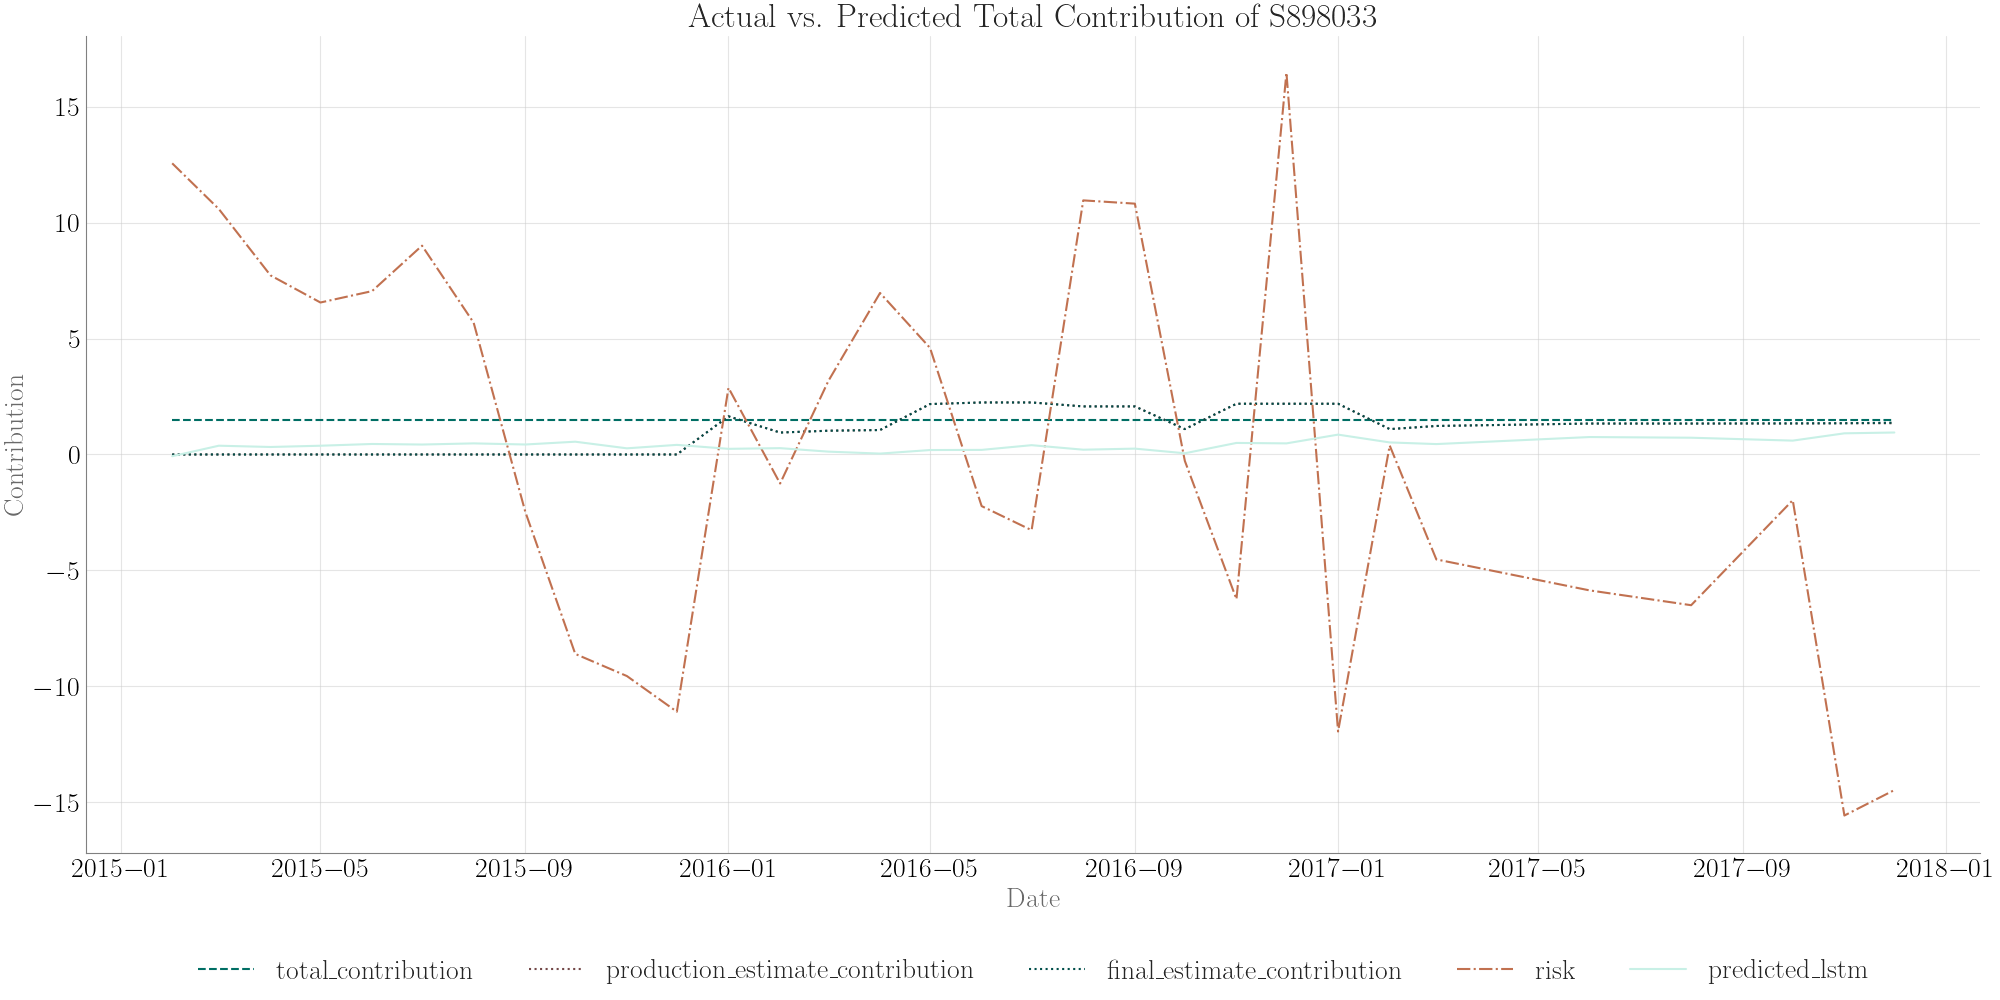 Actual vs. Predicted Total Contribution of S898033
Contribution
15
10
5
0
−5
−10
−15
2015−01 2015−05 2015−09 2016−01 2016−05 2016−09 2017−01 2017−05 2017−09 2018−01
Date
total_contribution production_estimate_contribution final_estimate_contribution risk predicted_lstm